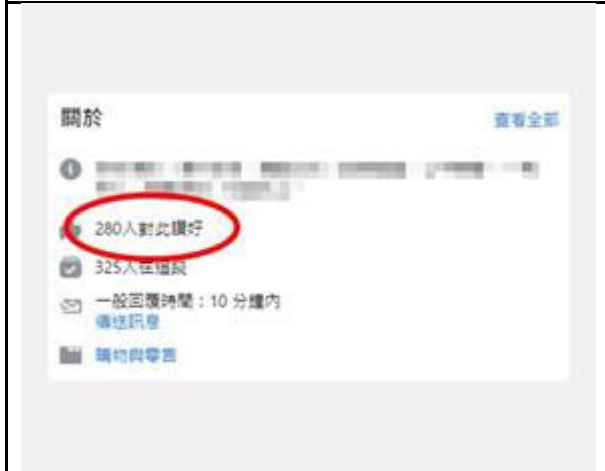 關於
查看全部
280人對此讚好
325人在追蹤
一般回覆時間：10 分鐘內
傳送訊息
購物與零售